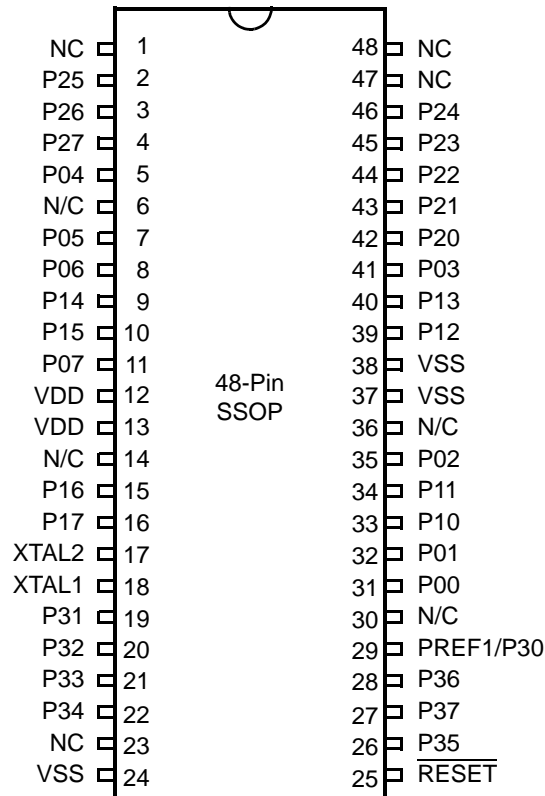 NC 1 48 NC
P25 2 47 NC
P26 3 46 P24
P27 4 45 P23
P04 5 44 P22
N/C 6 43 P21
P05 7 42 P20
P06 8 41 P03
P14 9 40 P13
P15 10 39 P12
P07 11 38 VSS
VDD 12 48-Pin 37 VSS
VDD 13 SSOP 36 N/C
N/C 14 35 P02
P16 15 34 P11
P17 16 33 P10
XTAL2 17 32 P01
XTAL1 18 31 P00
P31 19 30 N/C
P32 20 29 PREF1/P30
P33 21 28 P36
P34 22 27 P37
NC 23 26 P35
VSS 24 25 RESET